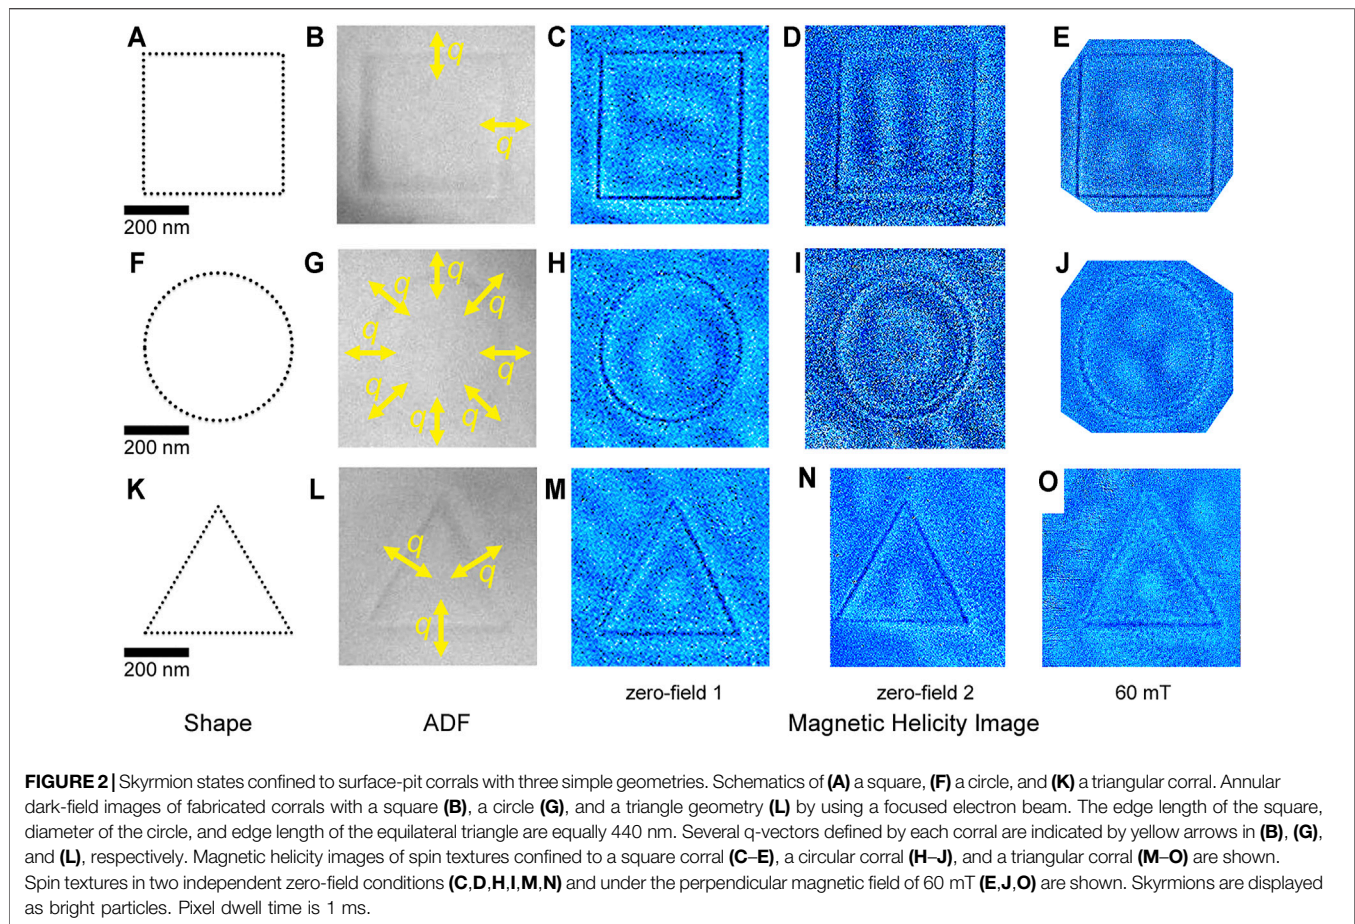 A
B
C
D
E
q
q
200 nm
F
G
H
I
J
q
q
q
q
q
q
q
q
200 nm
K
L
M
N
O
q
q
q
200 nm
zero-field 1
zero-field 2
60 mT
Shape
ADF
Magnetic Helicity Image
FIGURE 2 | Skyrmion states confined to surface-pit corrals with three simple geometries. Schematics of (A) a square, (F) a circle, and (K) a triangular corral. Annular
dark-field images of fabricated corrals with a square (B), a circle (G), and a triangle geometry (L) by using a focused electron beam. The edge length of the square,
diameter of the circle, and edge length of the equilateral triangle are equally 440 nm. Several q-vectors defined by each corral are indicated by yellow arrows in (B), (G),
and (L), respectively. Magnetic helicity images of spin textures confined to a square corral (C–E), a circular corral (H–J), and a triangular corral (M–O) are shown.
Spin textures in two independent zero-field conditions (C,D,H,I,M,N) and under the perpendicular magnetic field of 60 mT (E,J,O) are shown. Skyrmions are displayed
as bright particles. Pixel dwell time is 1 ms.